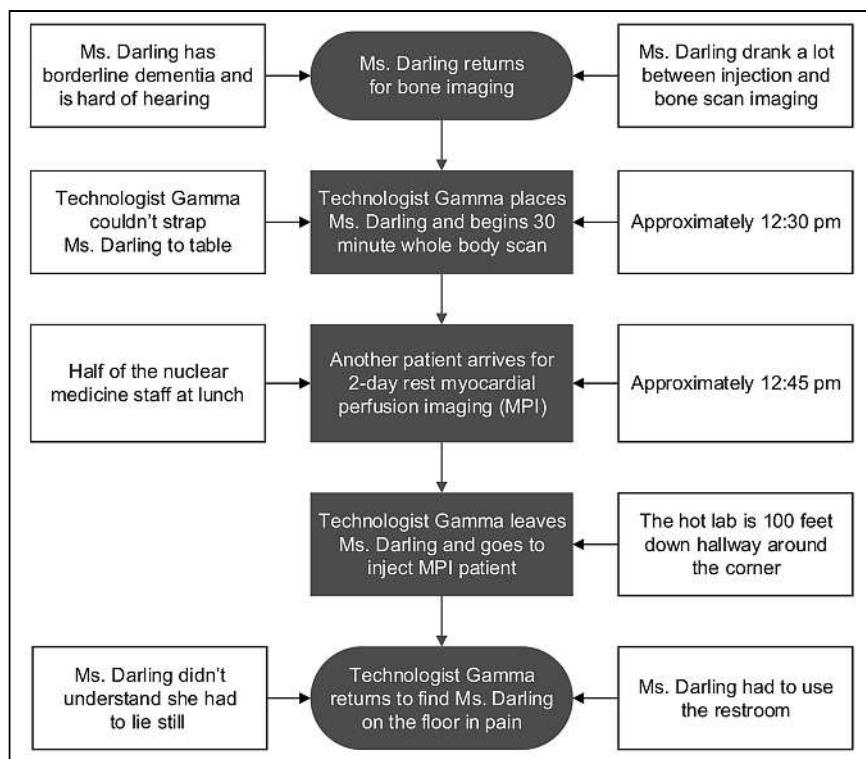 Ms. Darling has
borderline dementia and
is hard of hearing
Ms. Darling returns
for bone imaging
Ms. Darling drank a lot
between injection and
bone scan imaging
Technologist Gamma
couldn't strap
Ms. Darling to table
Technologist Gamma places
Ms. Darling and begins 30
minute whole body scan
Approximately 12:30 pm
Half of the nuclear
medicine staff at lunch
Another patient arrives for
2-day rest myocardial
perfusion imaging (MPI)
Approximately 12:45 pm
Technologist Gamma leaves
Ms. Darling and goes to
inject MPI patient
The hot lab is 100 feet
down hallway around
the corner
Ms. Darling didn't
understand she had
to lie still
Technologist Gamma
returns to find Ms. Darling
on the floor in pain
Ms. Darling had to use
the restroom